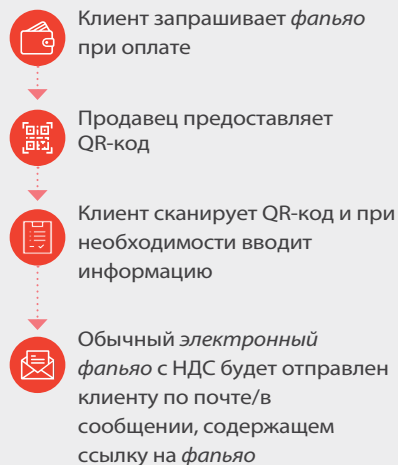 Клиент запрашивает фапьяо
при оплате
Продавец предоставляет
QR-код
Клиент сканирует QR-код и при
необходимости вводит
информацию
Обычный электронный
фапьяо с НДС будет отправлен
клиенту по почте/в
сообщении, содержащем
ссылку на фапьяо